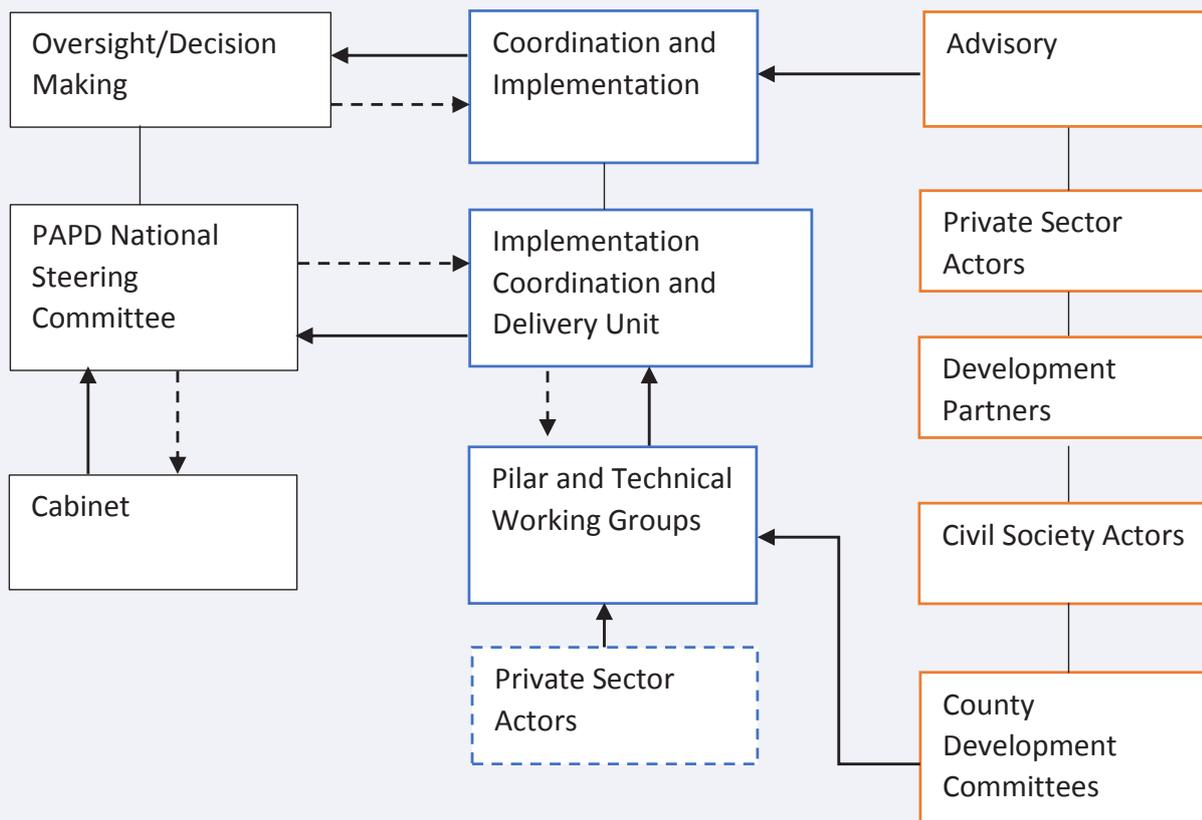 Oversight/Decision
Making
Coordination and
Implementation
Advisory
PAPD National
Steering
Committee
Implementation
Coordination and
Delivery Unit
Private Sector
Actors
Development
Partners
Cabinet
Pilar and Technical
Working Groups
Civil Society Actors
Private Sector
Actors
County
Development
Committees